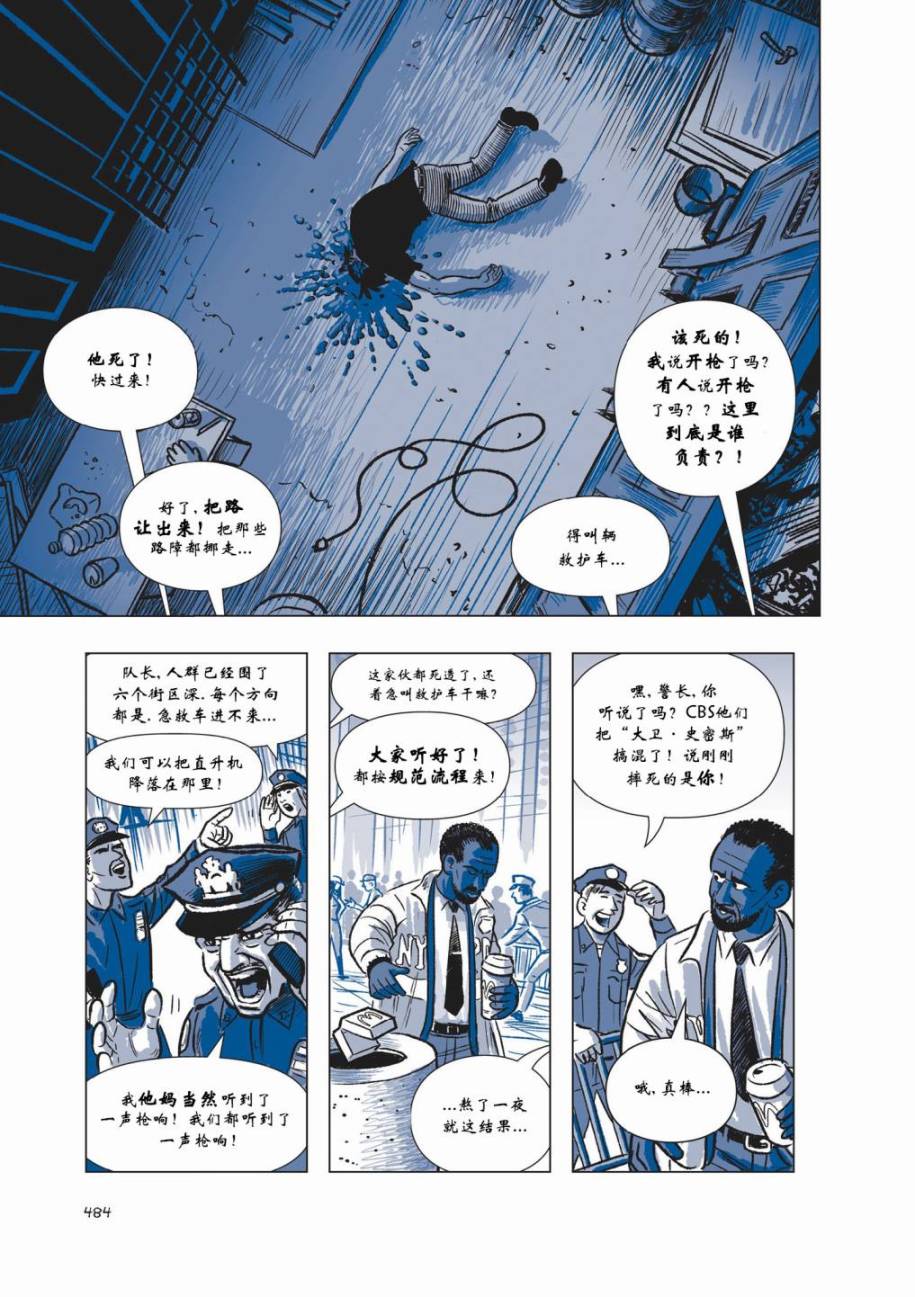 他死了！
快过来！
该死的！
我说开枪了吗？
有人说开枪
了吗？？这里
到底是谁
负责？！
好了，把路
让出来！把那些
路障都挪走...
得叫辆
救护车...
队长，人群已经围了
六个街区深，每个方向
都是．急救车进不来...
我们可以把直升机
降落在那里！
我他妈当然听到了
一声枪响！我们都听到了
一声枪响！
这家伙都死透了，还
着急叫救护车干嘛？
大家听好了！
都按规范流程来！
...熬了一夜
就这结果...
嘿，警长，你
听说了吗？CBS他们
把“大卫·史密斯”
搞混了！说刚刚
摔死的是你！
哦，真棒...
484